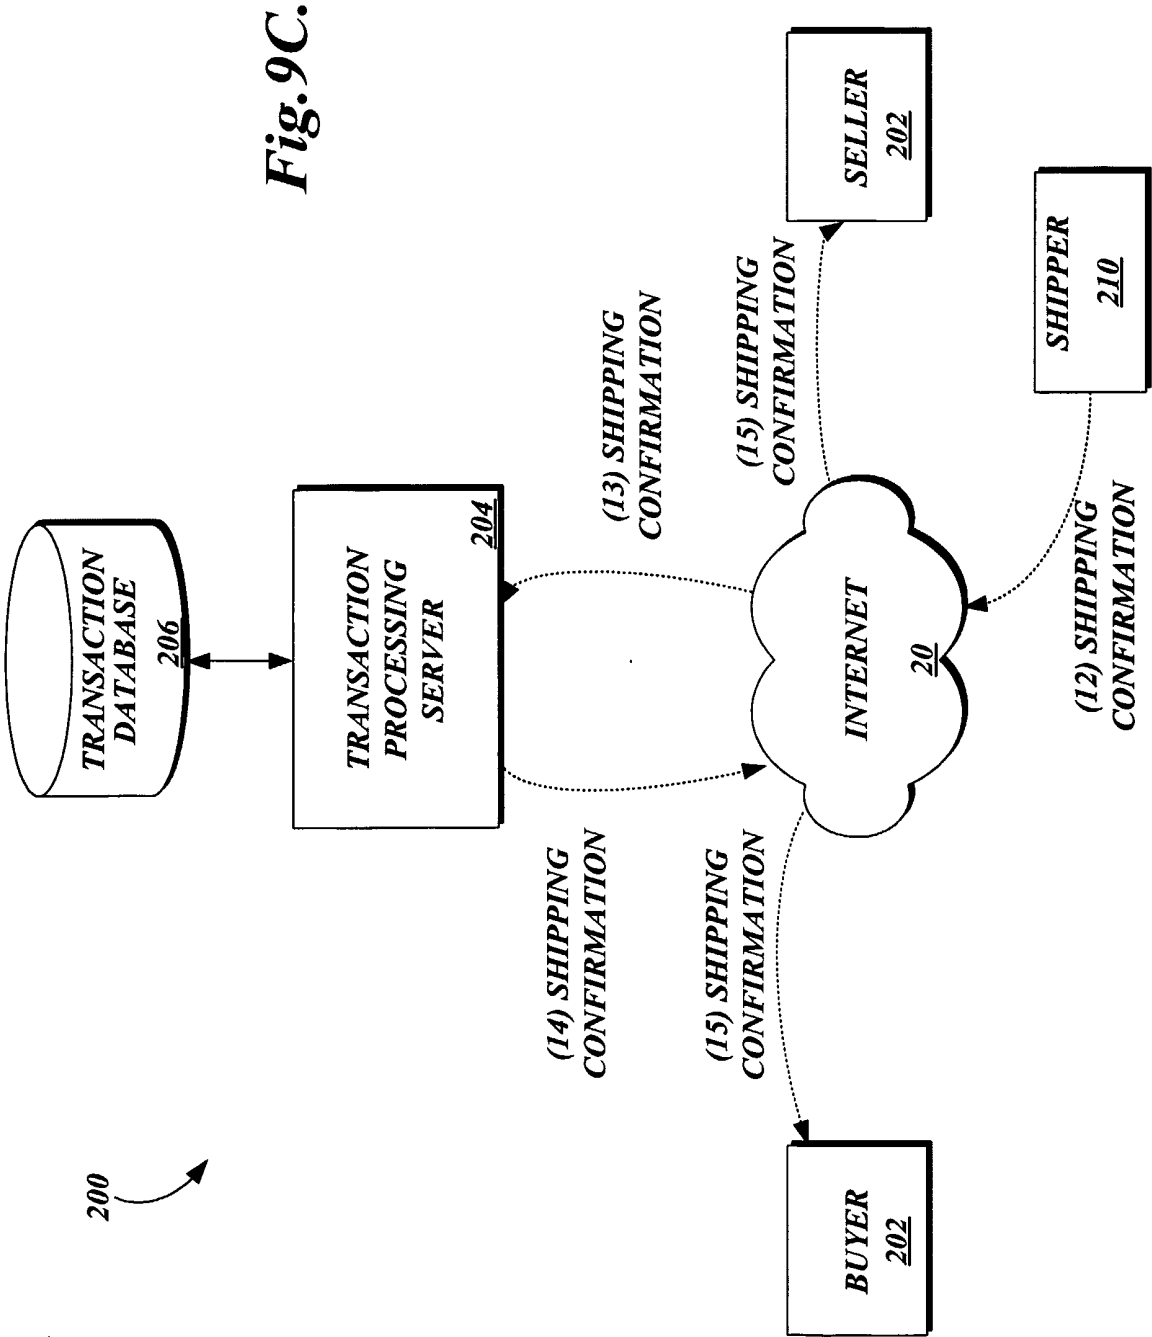 200
TRANSACTION
DATABASE
206
TRANSACTION
PROCESSING
SERVER
204
(14) SHIPPING
CONFIRMATION
(13) SHIPPING
CONFIRMATION
(15) SHIPPING
CONFIRMATION
(15) SHIPPING
CONFIRMATION
BUYER
202
INTERNET
20
SELLER
202
(12) SHIPPING
CONFIRMATION
SHIPPER
210
Fig.9C.